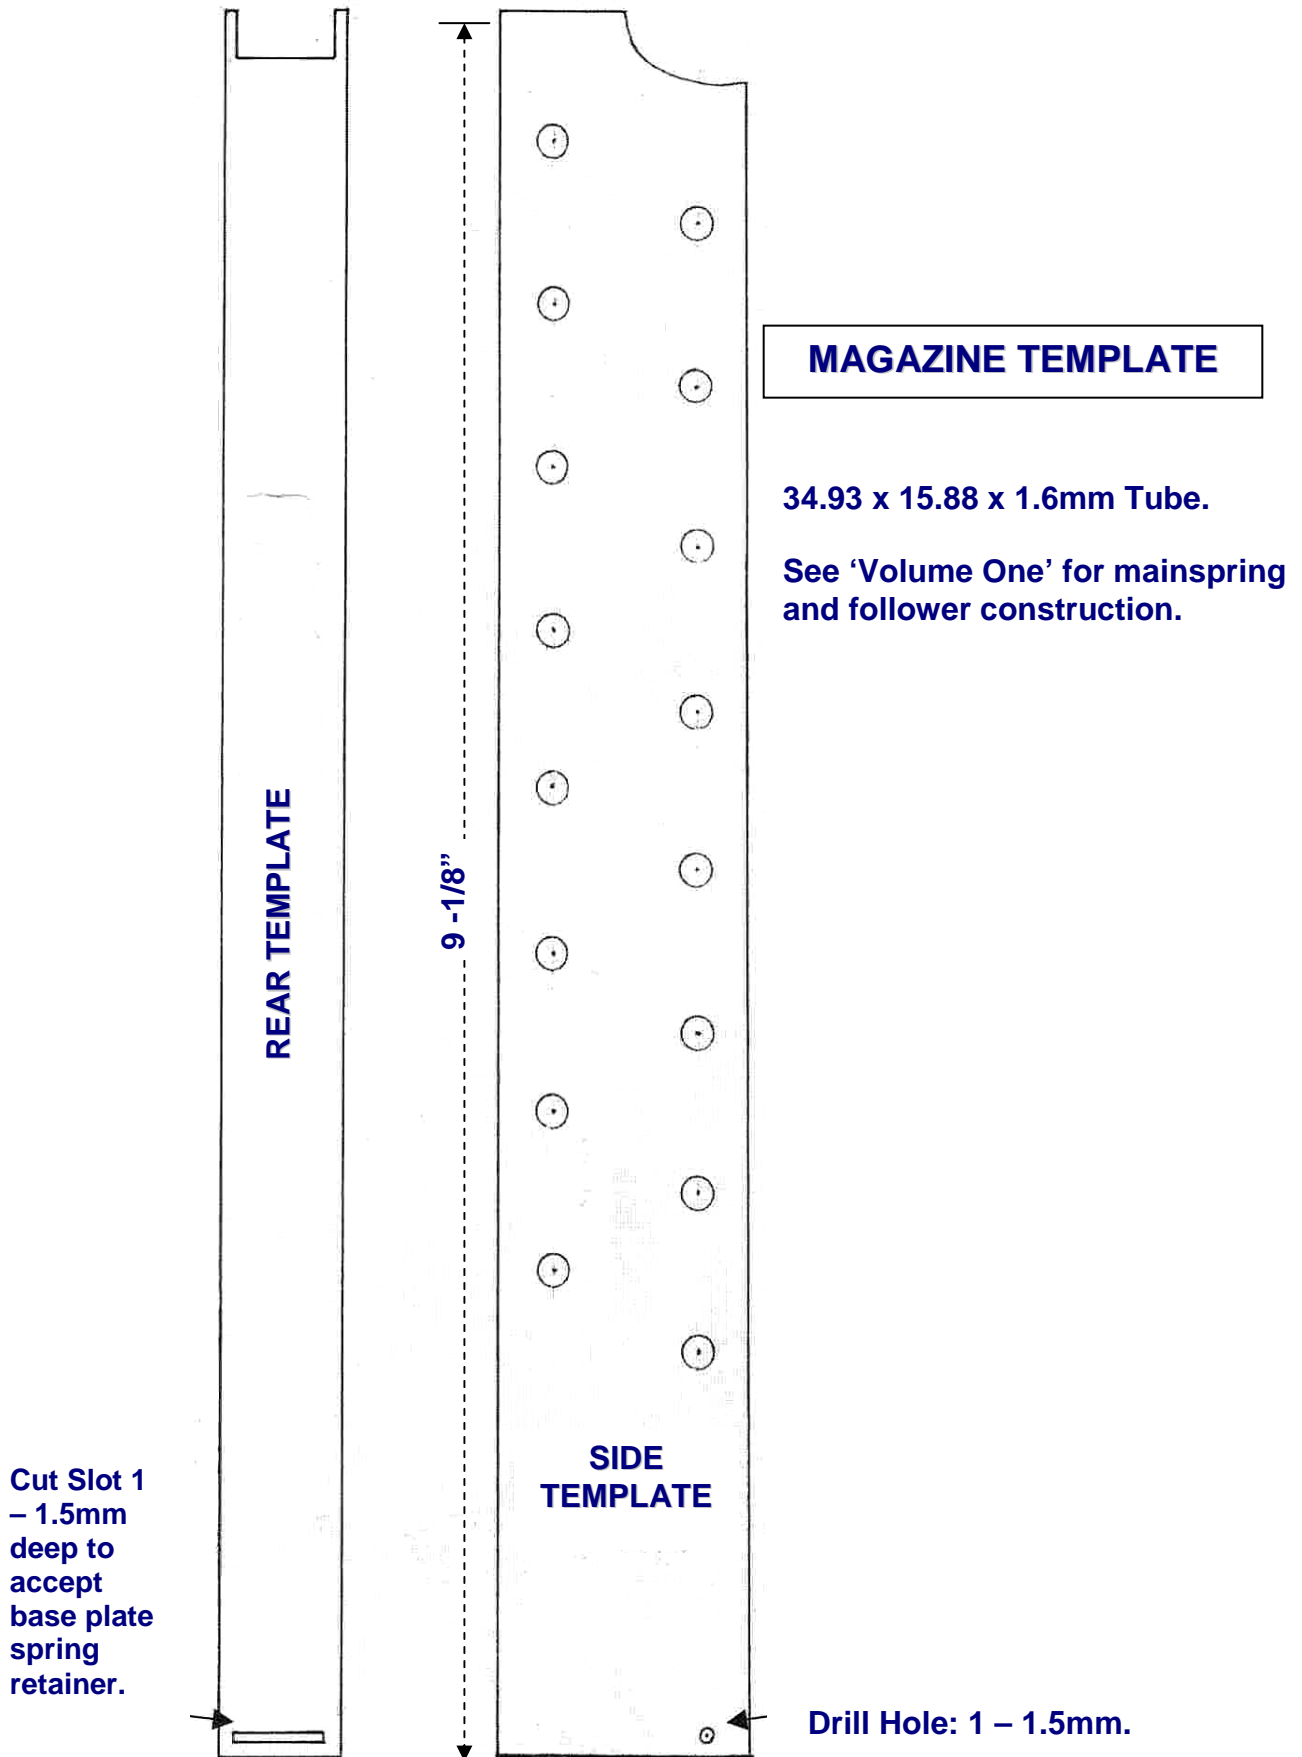 MAGAZINE TEMPLATE
34.93 x 15.88 x 1.6mm Tube.
See ‘Volume One’ for mainspring
and follower construction.
REAR TEMPLATE
9 -1/8”
SIDE
TEMPLATE
Cut Slot 1
– 1.5mm
deep to
accept
base plate
spring
retainer.
Drill Hole: 1 – 1.5mm.